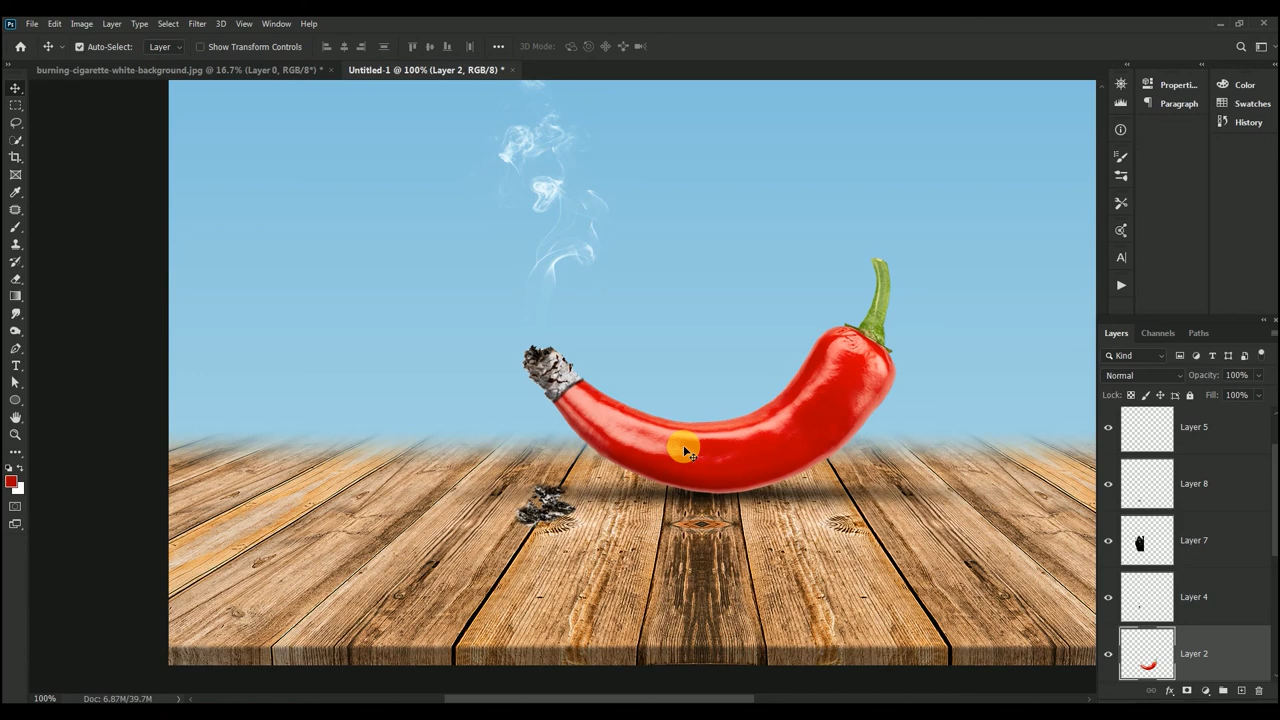 Ps File Edit Image Layer Type Select Filter 3D View Window Help
Auto-Select: Layer Show Transform Controls 3D Mode:
burning-cigarette-white-background.jpg @ 16.7% (Layer 0, RGB/8*) * × Untitled-1 @ 100% (Layer 2, RGB/8) * ×
Properti... Color
Paragraph Swatches
History
Layers Channels Paths
Kind
Normal Opacity: 100%
Lock: Fill: 100%
Layer 5
Layer 8
Layer 7
Layer 4
Layer 2
100% Doc: 6.87M/39.7M